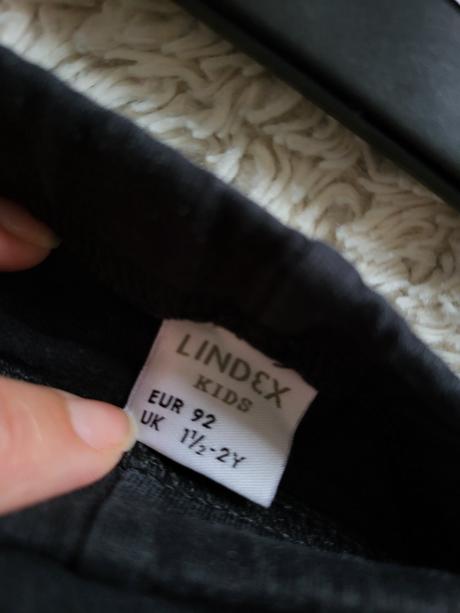 LINDEX
KIDS
EUR 92
UK 1½-2Y